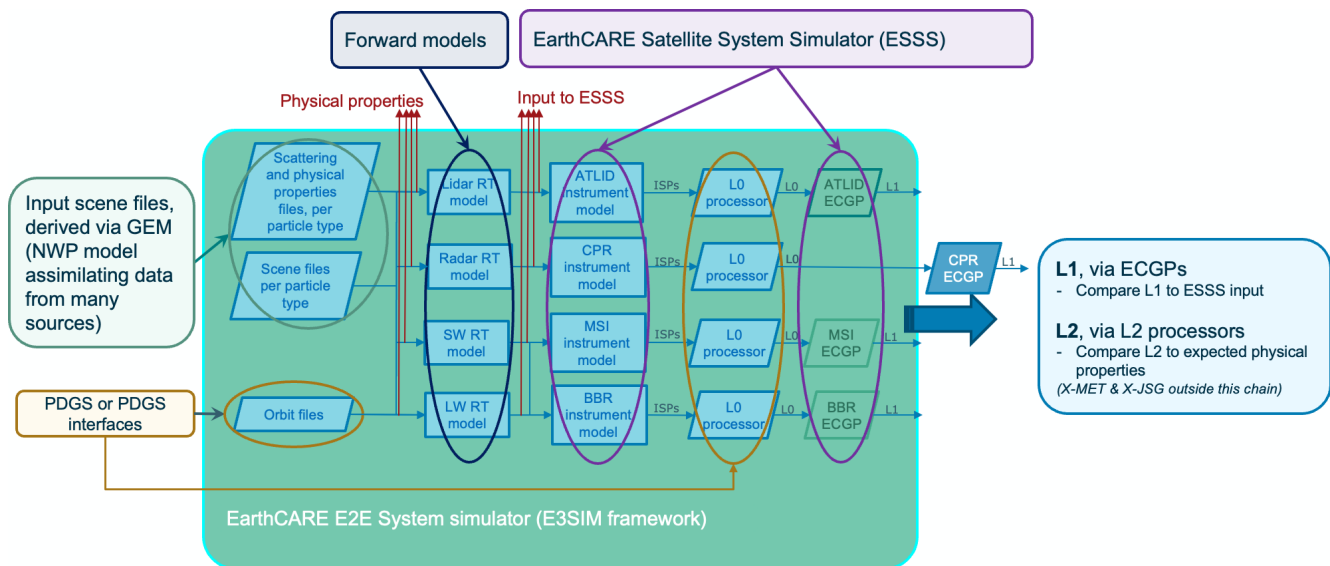 Forward models
EarthCARE Satellite System Simulator (ESSS)
Physical properties
Input to ESSS
Input scene files,
derived via GEM
(NWP model
assimilating data
from many
sources)
Scattering
and physical
properties
files, per
particle type
Scene files
per particle
type
PDGS or PDGS
interfaces
Orbit files
Lidar RT
model
Radar RT
model
SW RT
model
LW RT
model
ATLID
instrument
model
CPR
instrument
model
MSI
instrument
model
BBR
instrument
model
ISPs
ISPs
ISPs
ISPs
L0
processor
L0
processor
L0
processor
L0
processor
L0
L0
L0
L0
ATLID
ECGP
MSI
ECGP
BBR
ECGP
L1
L1
L1
CPR
ECGP
L1
L1, via ECGPs
- Compare L1 to ESSS input
L2, via L2 processors
- Compare L2 to expected physical
properties
(X-MET & X-JSG outside this chain)
EarthCARE E2E System simulator (E3SIM framework)